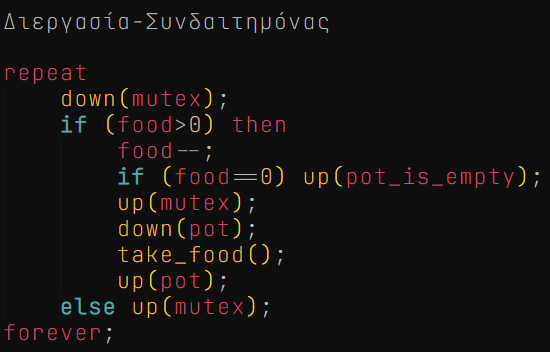 Διεργασία-Συνδαιτημόνας

repeat
    down(mutex);
    if (food>0) then
        food--;
        if (food==0) up(pot_is_empty);
        up(mutex);
        down(pot);
        take_food();
        up(pot);
    else up(mutex);
forever;